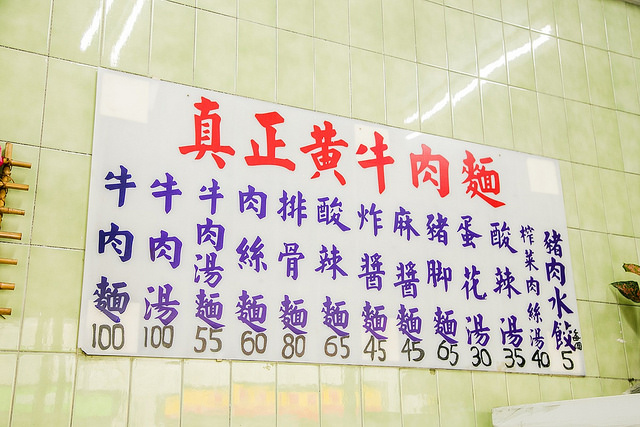 真正黃牛肉麵
牛肉麵 100
牛肉湯 100
牛肉湯麵 55
肉絲麵 60
排骨麵 80
酸辣麵 65
炸醬麵 45
麻醬麵 45
豬腳麵 65
蛋花湯 30
酸辣湯 35
榨菜肉絲湯 40
豬肉水餃 5